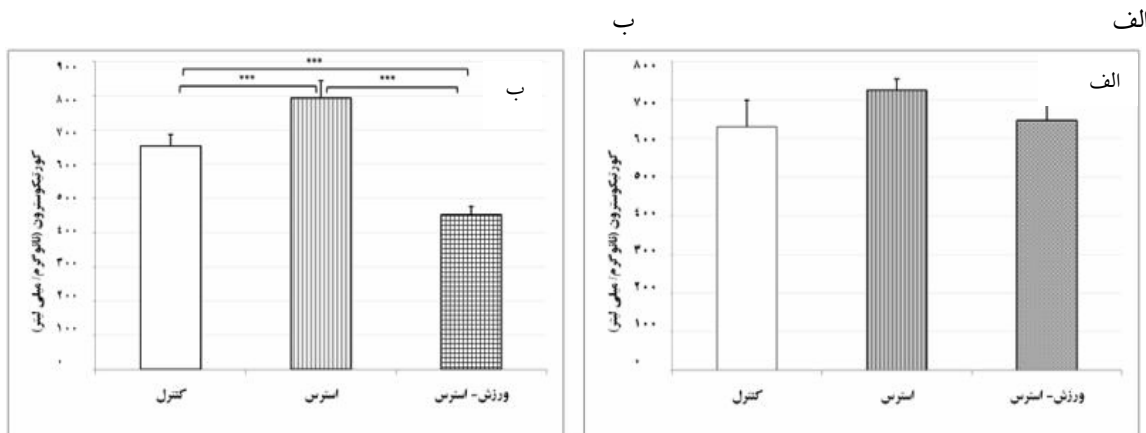 الف
ب
الف
۸۰۰
۷۰۰
۶۰۰
۵۰۰
۴۰۰
۳۰۰
۲۰۰
۱۰۰
۰
کورتیکوسترون (نانوگرم/ میلی لیتر)
کنترل
استرس
ورزش- استرس
ب
***
***
***
۹۰۰
۸۰۰
۷۰۰
۶۰۰
۵۰۰
۴۰۰
۳۰۰
۲۰۰
۱۰۰
۰
کورتیکوسترون (نانوگرم/ میلی لیتر)
کنترل
استرس
ورزش- استرس